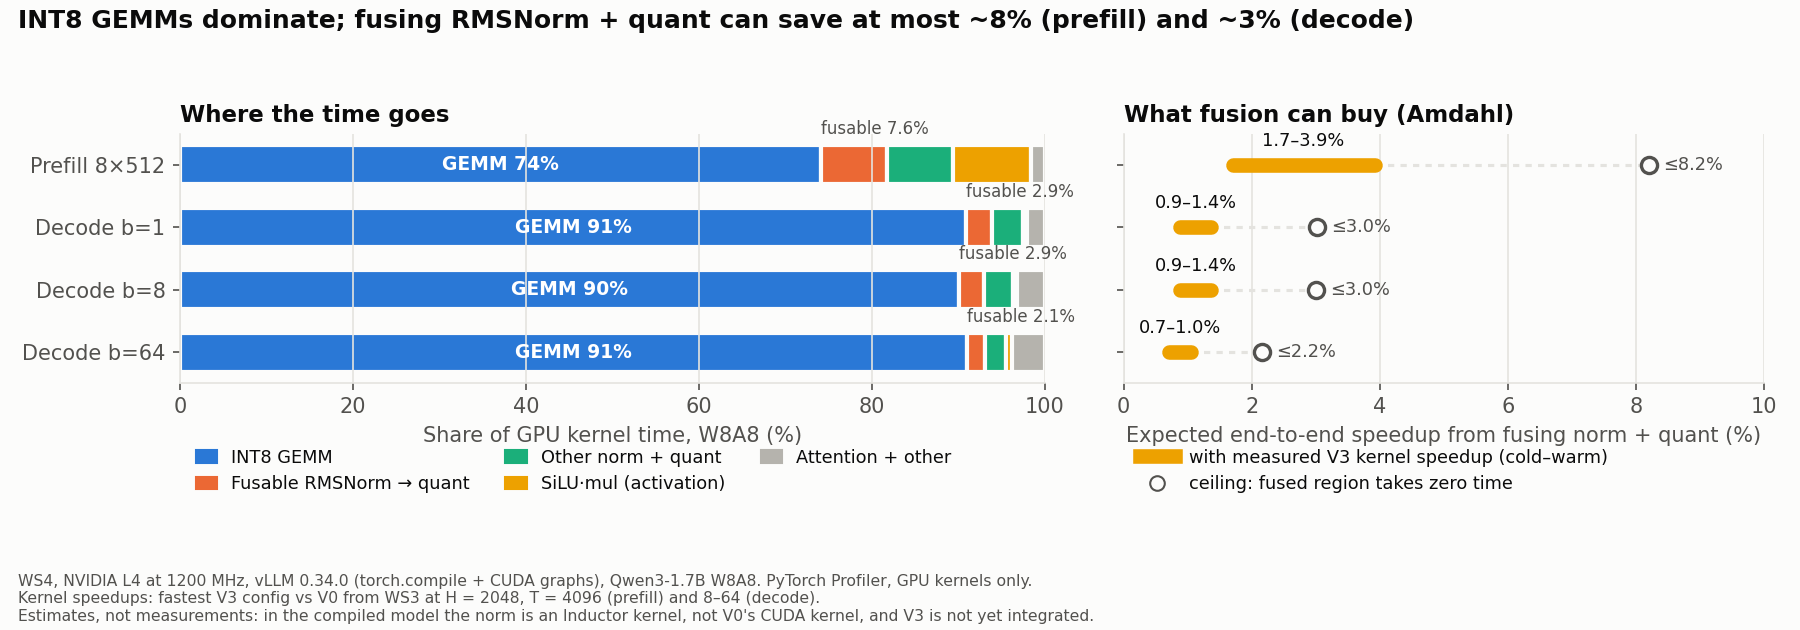 INT8 GEMMs dominate; fusing RMSNorm + quant can save at most ~8% (prefill) and ~3% (decode)
Where the time goes
fusable 7.6%
Prefill 8×512
GEMM 74%
fusable 2.9%
Decode b=1
GEMM 91%
fusable 2.9%
Decode b=8
GEMM 90%
fusable 2.1%
Decode b=64
GEMM 91%
0 20 40 60 80 100
Share of GPU kernel time, W8A8 (%)
INT8 GEMM
Fusable RMSNorm → quant
Other norm + quant
SiLU·mul (activation)
Attention + other
What fusion can buy (Amdahl)
1.7–3.9%
≤8.2%
0.9–1.4%
≤3.0%
0.9–1.4%
≤3.0%
0.7–1.0%
≤2.2%
0 2 4 6 8 10
Expected end-to-end speedup from fusing norm + quant (%)
with measured V3 kernel speedup (cold–warm)
ceiling: fused region takes zero time
WS4, NVIDIA L4 at 1200 MHz, vLLM 0.34.0 (torch.compile + CUDA graphs), Qwen3-1.7B W8A8. PyTorch Profiler, GPU kernels only.
Kernel speedups: fastest V3 config vs V0 from WS3 at H = 2048, T = 4096 (prefill) and 8–64 (decode).
Estimates, not measurements: in the compiled model the norm is an Inductor kernel, not V0's CUDA kernel, and V3 is not yet integrated.